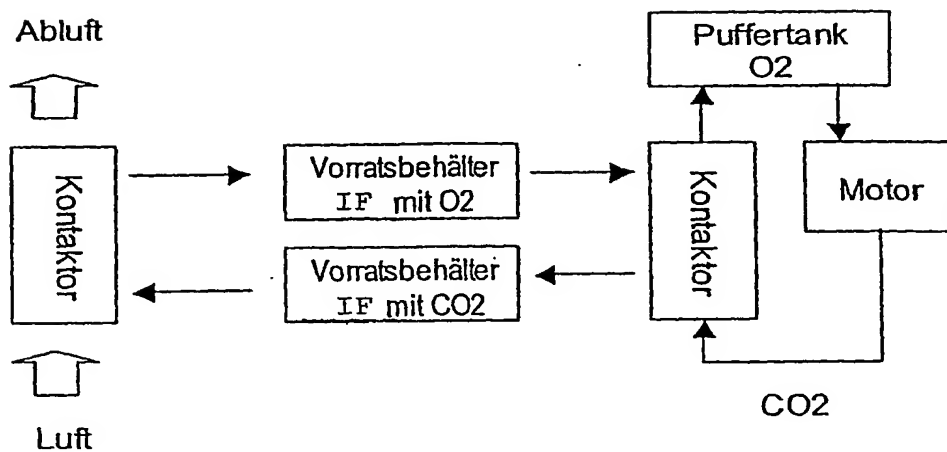 Abluft
Puffertank
O2
Kontaktor
Vorratsbehälter
IF mit O2
Kontaktor
Motor
Vorratsbehälter
IF mit CO2
CO2
Luft